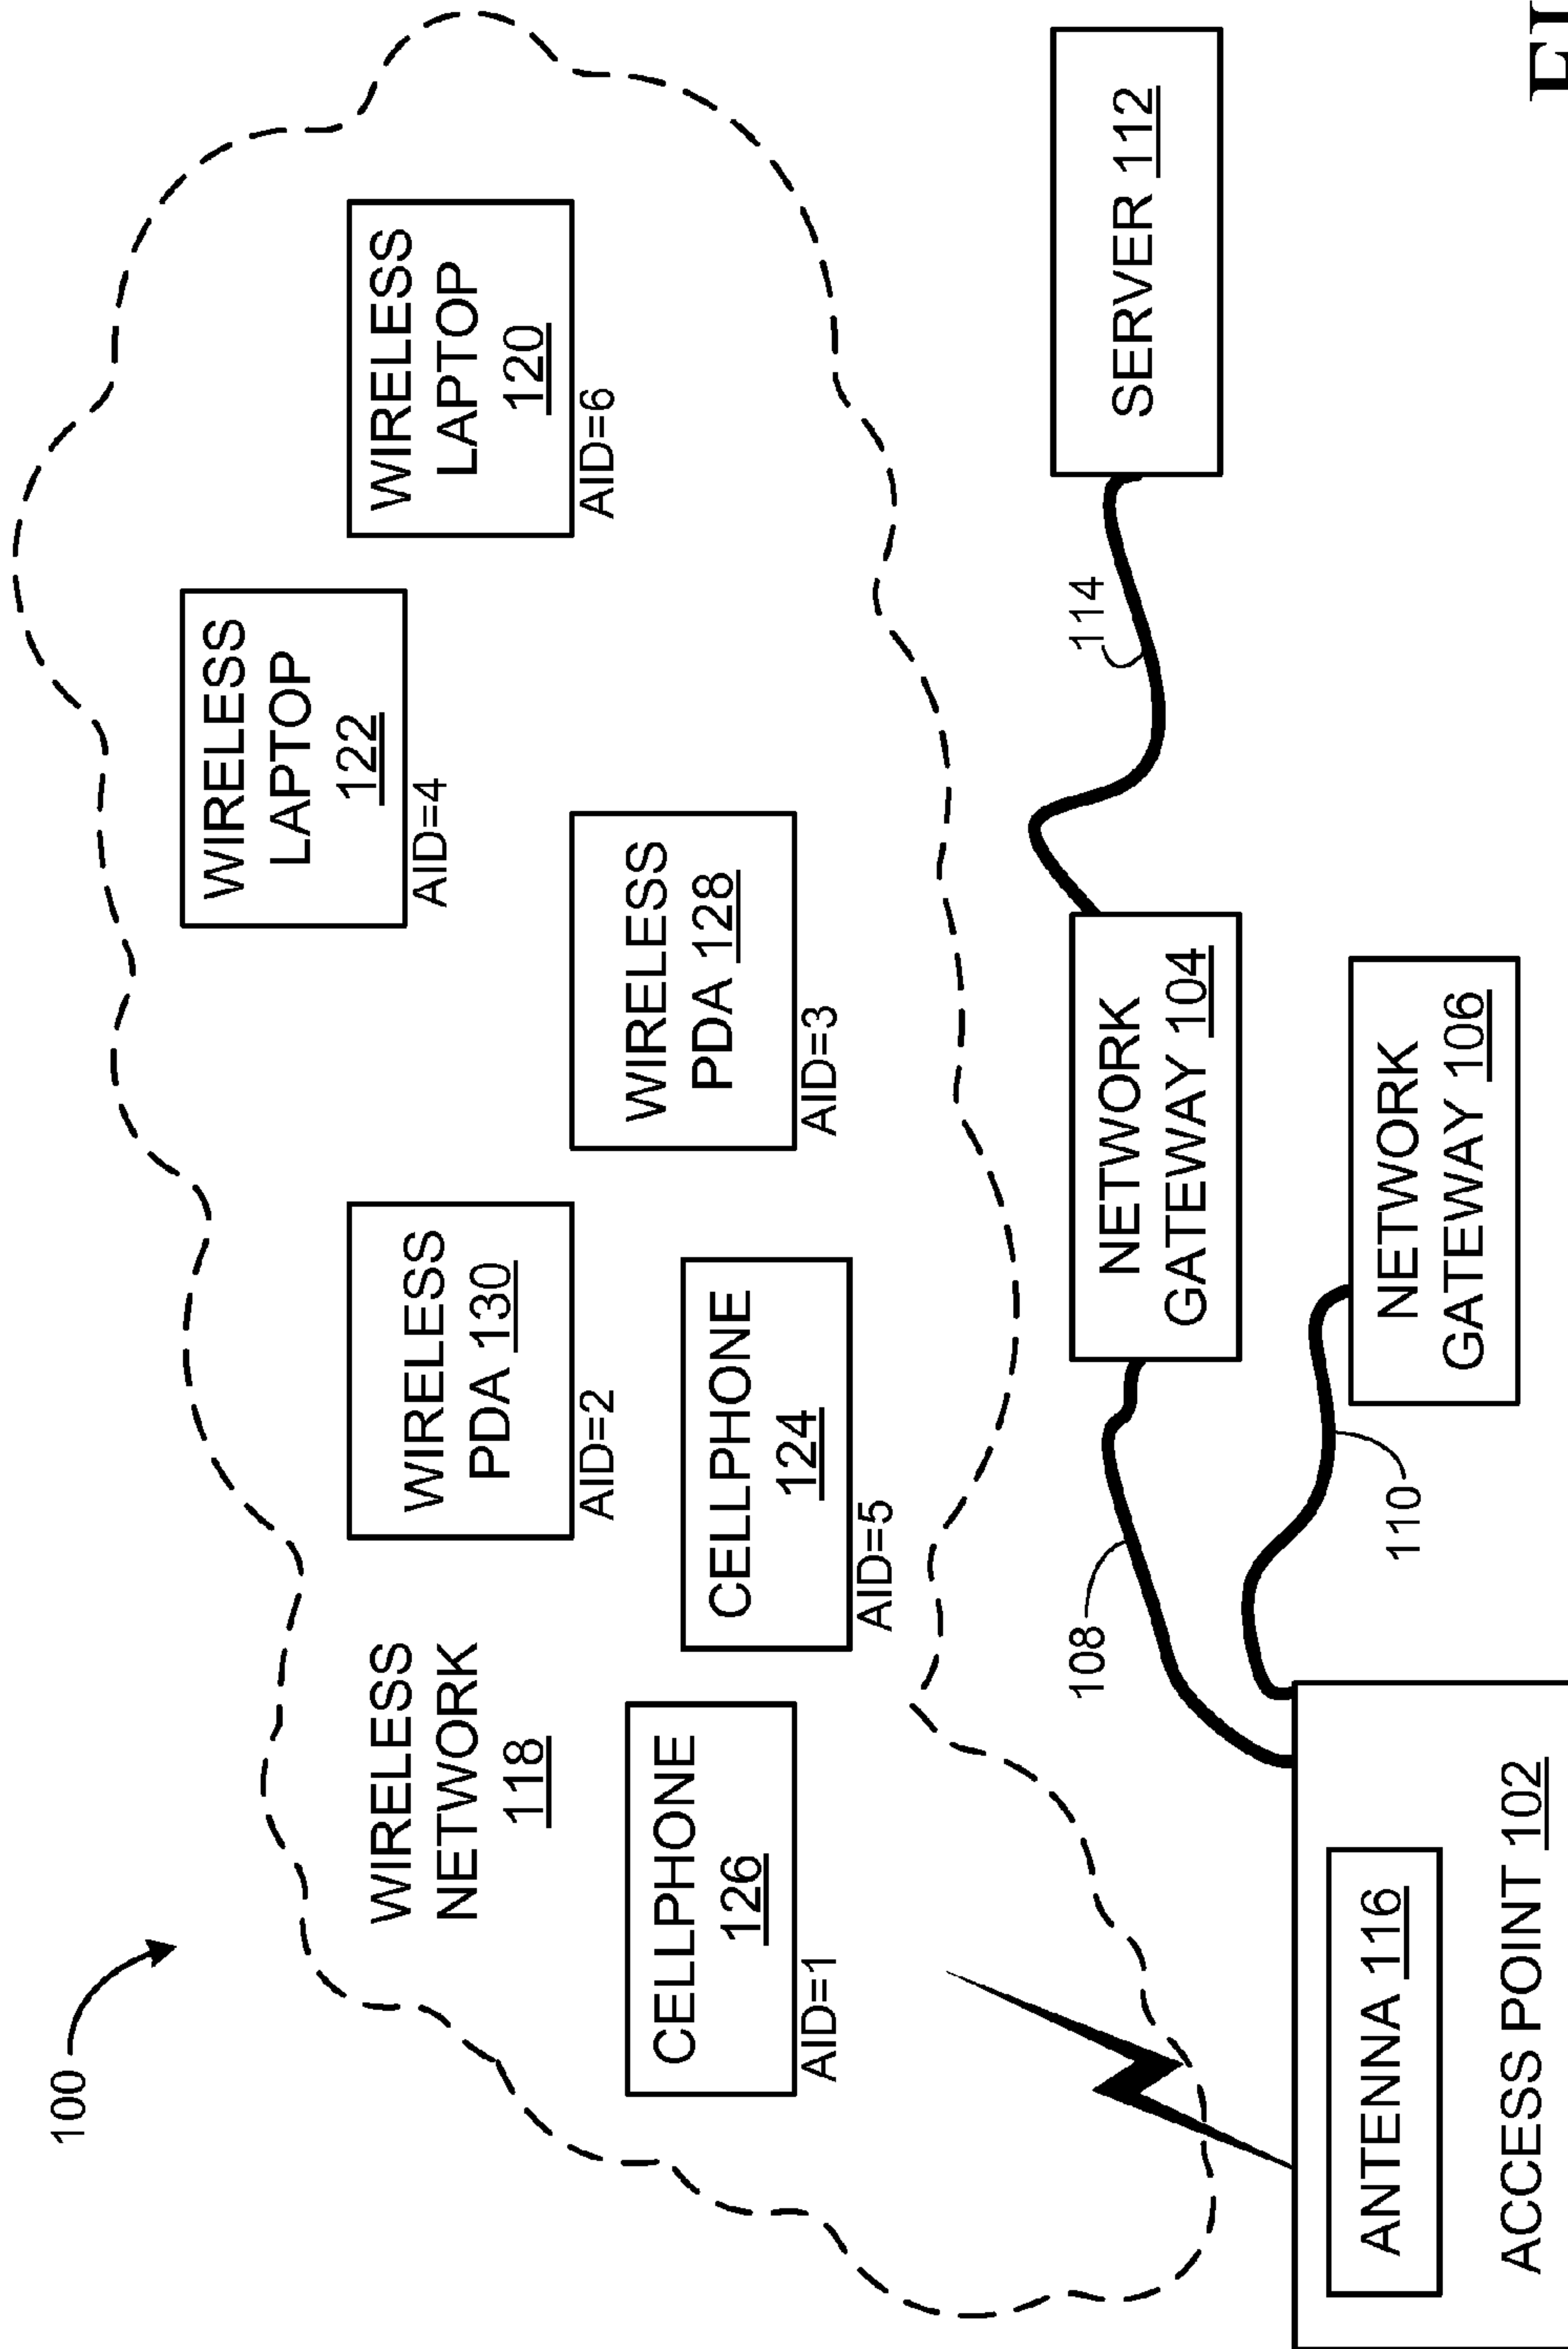 100
WIRELESS
NETWORK
118
WIRELESS
LAPTOP
122
AID=4
WIRELESS
LAPTOP
120
AID=6
WIRELESS
PDA 130
AID=2
WIRELESS
PDA 128
AID=3
CELLPHONE
126
AID=1
CELLPHONE
124
AID=5
108
114
NETWORK
GATEWAY 104
SERVER 112
110
NETWORK
GATEWAY 106
ANTENNA 116
ACCESS POINT 102